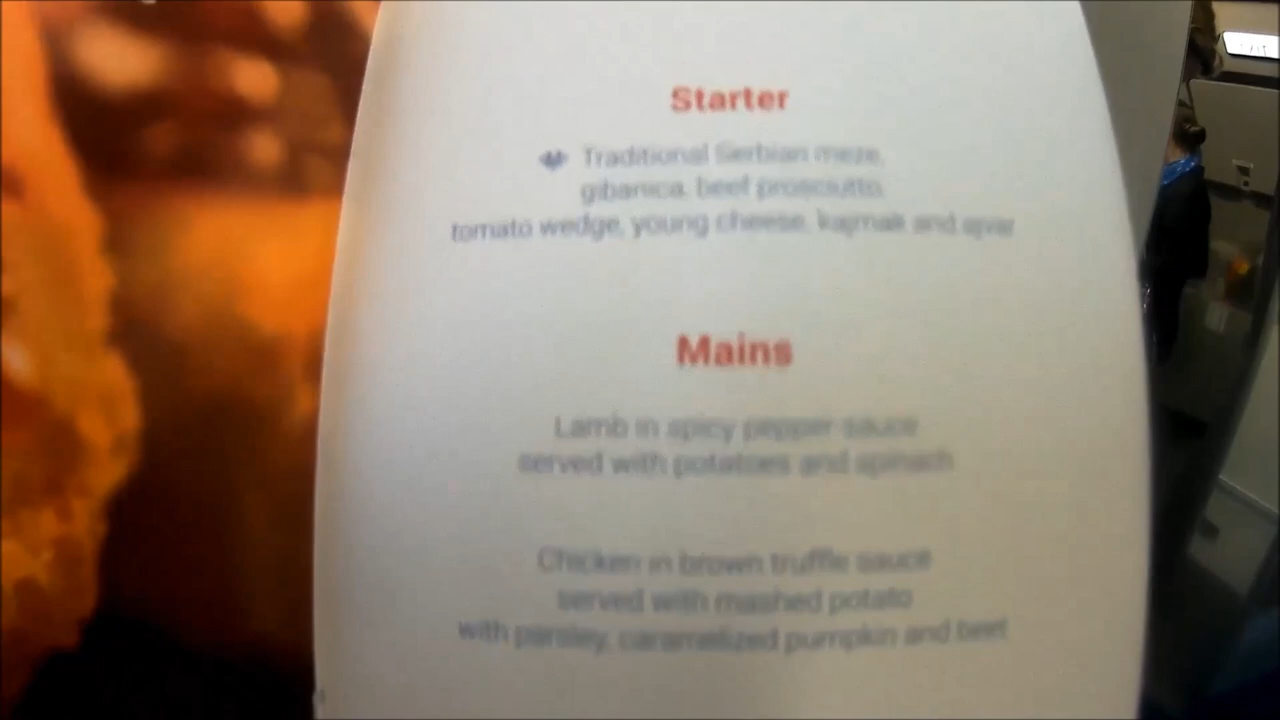 Starter
Traditional Serbian meze,
gibanica, beef prosciutto,
tomato wedge, young cheese, kajmak and ajvar
Mains
Lamb in spicy pepper sauce
served with potatoes and spinach
Chicken in brown truffle sauce
served with mashed potato
with parsley, caramelized pumpkin and beet